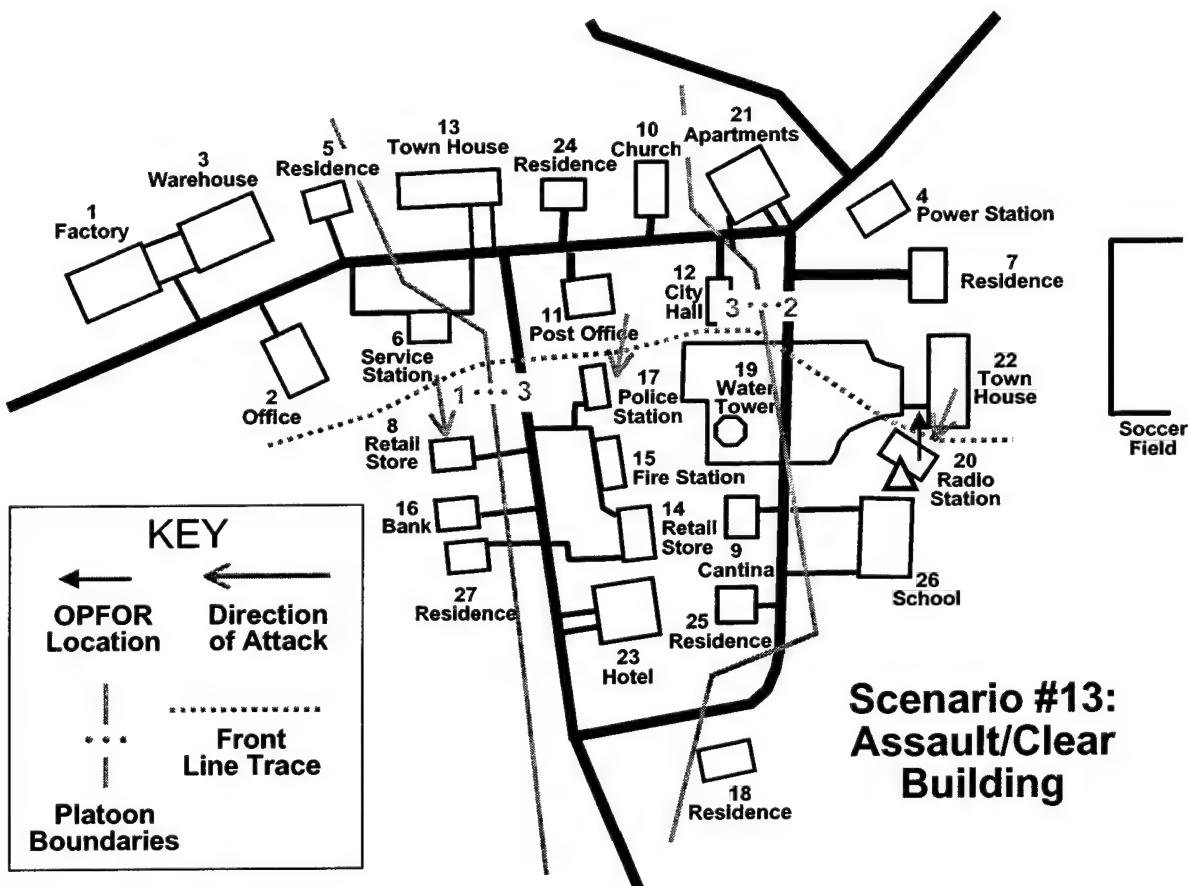 21
Apartments
13
Town House
10
Church
24
Residence
5
Residence
3
Warehouse
1
Factory
4
Power Station
7
Residence
12
City
Hall
3
2
11
Post Office
6
Service
Station
2
Office
1
3
17
Police
Station
19
Water
Tower
22
Town
House
Soccer
Field
8
Retail
Store
15
Fire Station
20
Radio
Station
16
Bank
14
Retail
Store
9
Cantina
26
School
27
Residence
25
Residence
23
Hotel
18
Residence
KEY
OPFOR
Location
Direction
of Attack
Front
Line Trace
Platoon
Boundaries
Scenario #13:
Assault/Clear
Building